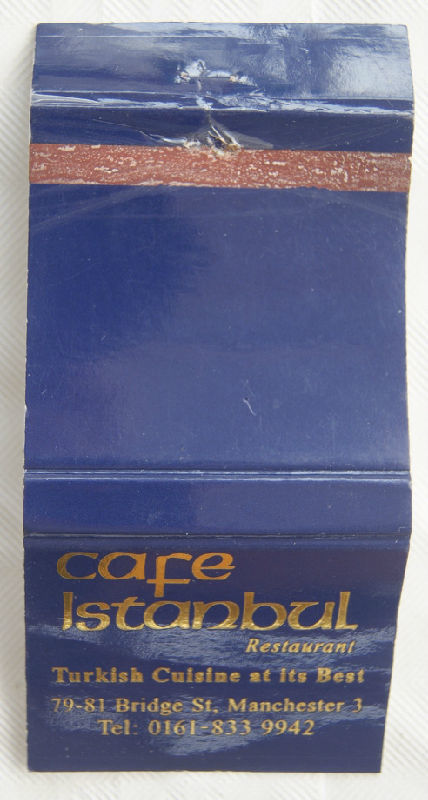 cafe
Istanbul
Restaurant
Turkish Cuisine at its Best
79-81 Bridge St, Manchester 3
Tel: 0161-833 9942